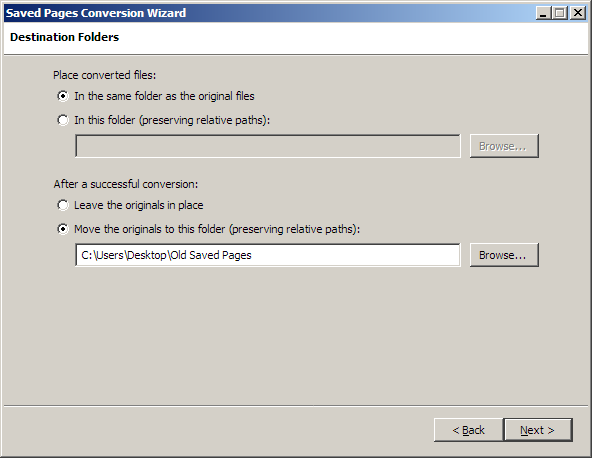 Saved Pages Conversion Wizard
Destination Folders
Place converted files:
In the same folder as the original files
In this folder (preserving relative paths):
Browse...
After a successful conversion:
Leave the originals in place
Move the originals to this folder (preserving relative paths):
C:\Users\Desktop\Old Saved Pages
Browse...
< Back
Next >